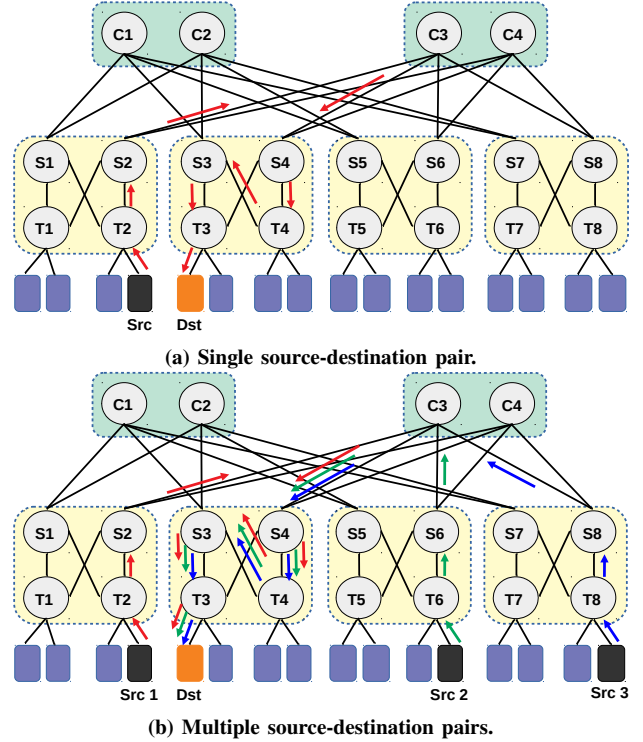 C1 C2 C3 C4
S1 S2 S3 S4 S5 S6 S7 S8
T1 T2 T3 T4 T5 T6 T7 T8
Src Dst
(a) Single source-destination pair.
C1 C2 C3 C4
S1 S2 S3 S4 S5 S6 S7 S8
T1 T2 T3 T4 T5 T6 T7 T8
Src 1 Dst Src 2 Src 3
(b) Multiple source-destination pairs.